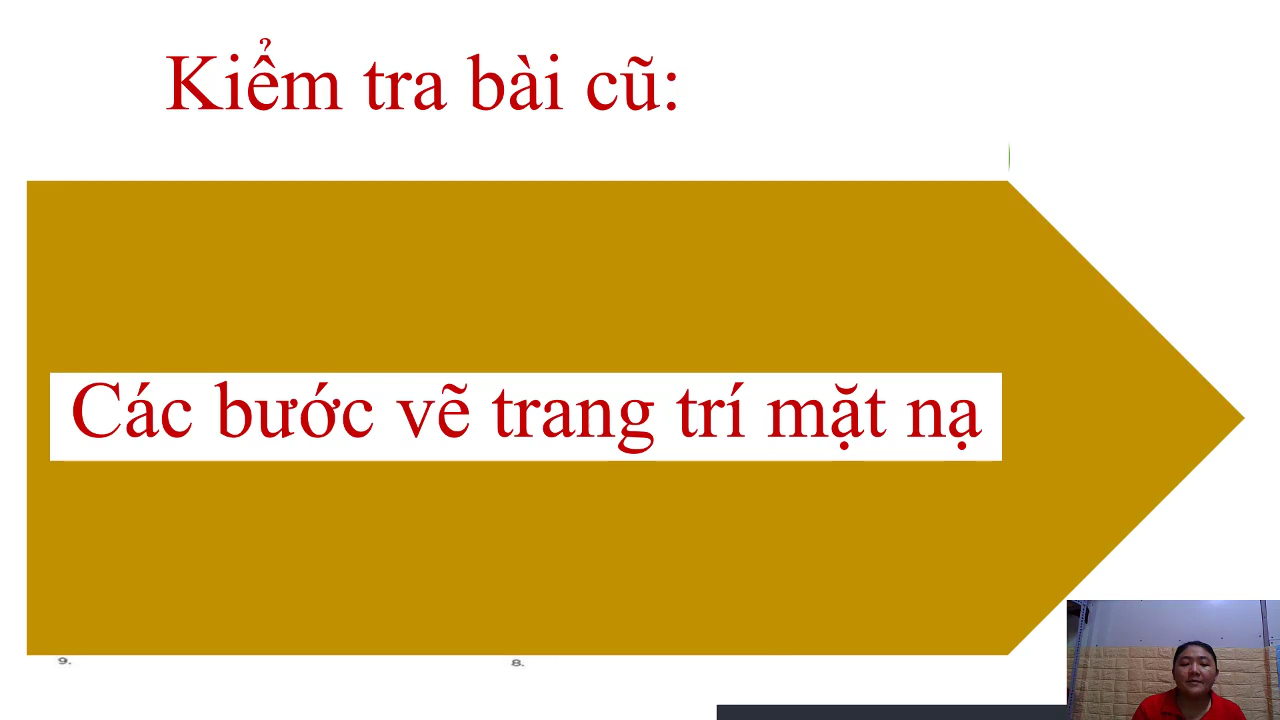 Kiểm tra bài cũ:
Các bước vẽ trang trí mặt nạ
9.
8.